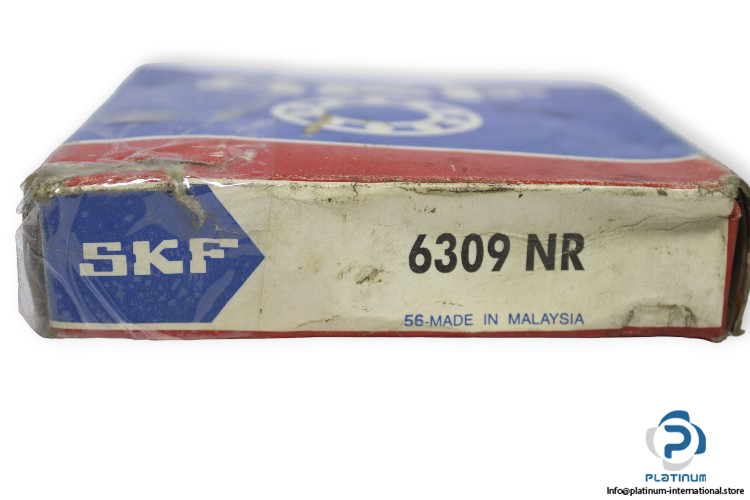 SKF
6309 NR
56-MADE IN MALAYSIA
PLATINUM
Info@platinum-international.store